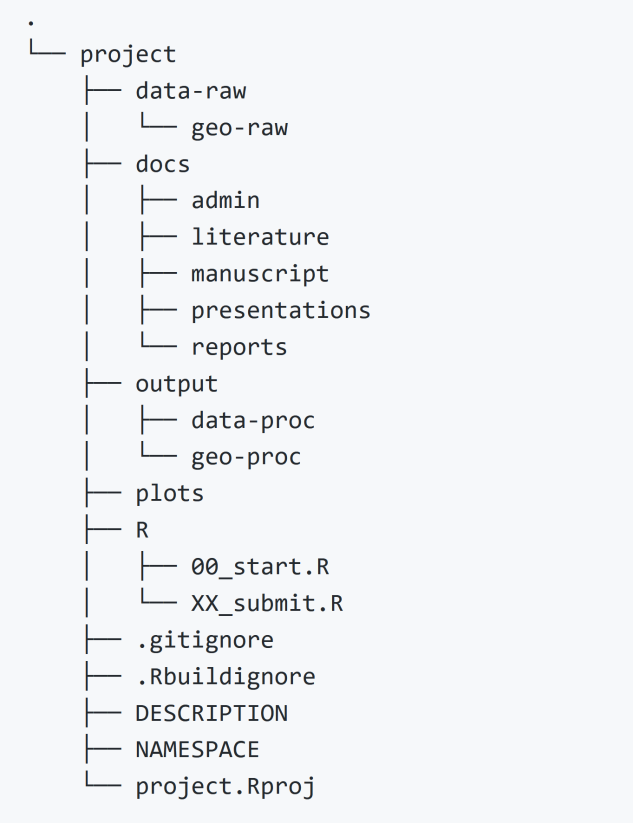 .
└── project
    ├── data-raw
    │   └── geo-raw
    ├── docs
    │   ├── admin
    │   ├── literature
    │   ├── manuscript
    │   ├── presentations
    │   └── reports
    ├── output
    │   ├── data-proc
    │   └── geo-proc
    ├── plots
    ├── R
    │   ├── 00_start.R
    │   └── XX_submit.R
    ├── .gitignore
    ├── .Rbuildignore
    ├── DESCRIPTION
    ├── NAMESPACE
    └── project.Rproj